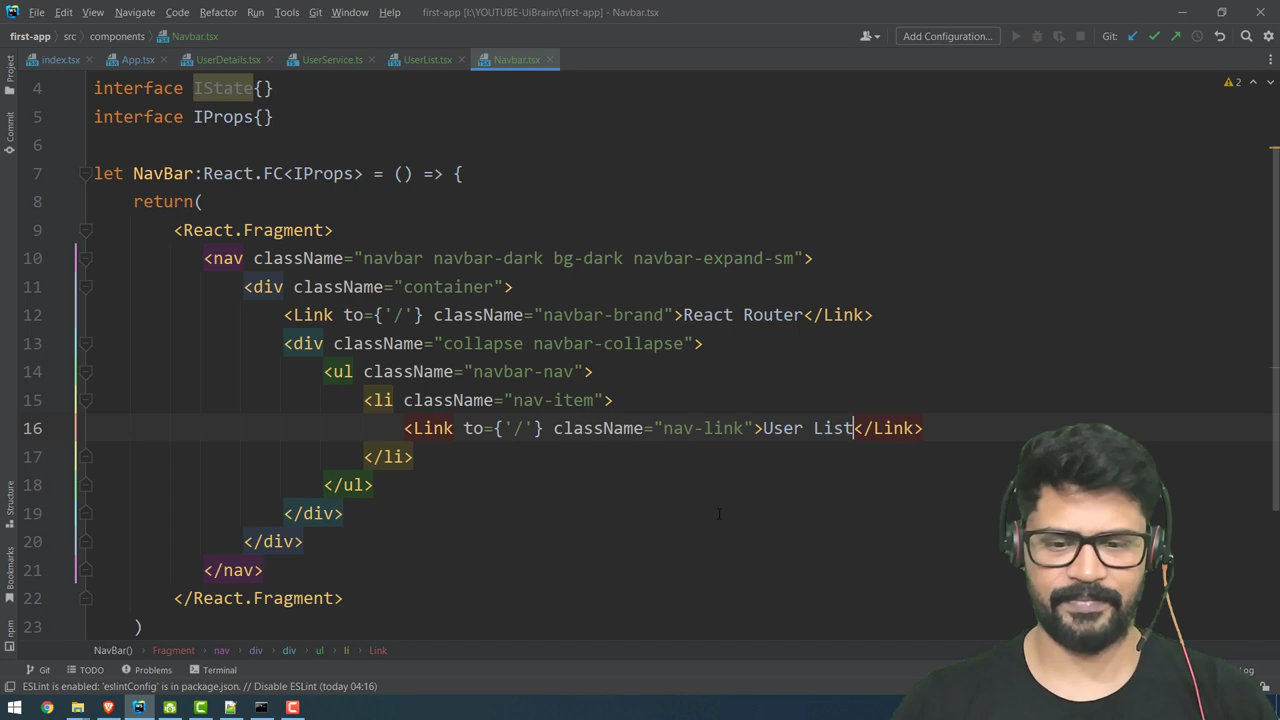 File Edit View Navigate Code Refactor Run Tools Git Window Help first-app [I:\YOUTUBE-UiBrains\first-app] - Navbar.tsx
first-app src components Navbar.tsx Add Configuration... Git:
index.tsx App.tsx UserDetails.tsx UserService.ts UserList.tsx Navbar.tsx
Project
Commit
Structure
Bookmarks
npm
2
4 interface IState{}
5 interface IProps{}
6
7 let NavBar:React.FC<IProps> = () => {
8 return(
9 <React.Fragment>
10 <nav className="navbar navbar-dark bg-dark navbar-expand-sm">
11 <div className="container">
12 <Link to={'/'} className="navbar-brand">React Router</Link>
13 <div className="collapse navbar-collapse">
14 <ul className="navbar-nav">
15 <li className="nav-item">
16 <Link to={'/'} className="nav-link">User List</Link>
17 </li>
18 </ul>
19 </div>
20 </div>
21 </nav>
22 </React.Fragment>
23 )
NavBar() Fragment nav div div ul li Link
Git TODO Problems Terminal
ESLint is enabled: 'eslintConfig' is in package.json. // Disable ESLint (today 04:16)